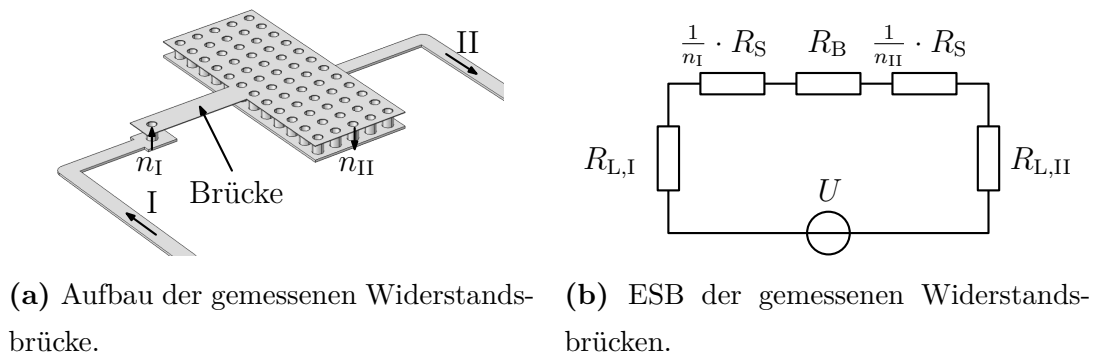 II
n_I
n_II
Brücke
I
1/n_I · R_S
R_B
1/n_II · R_S
R_L,I
R_L,II
U
(a) Aufbau der gemessenen Widerstands-
brücke.
(b) ESB der gemessenen Widerstands-
brücken.